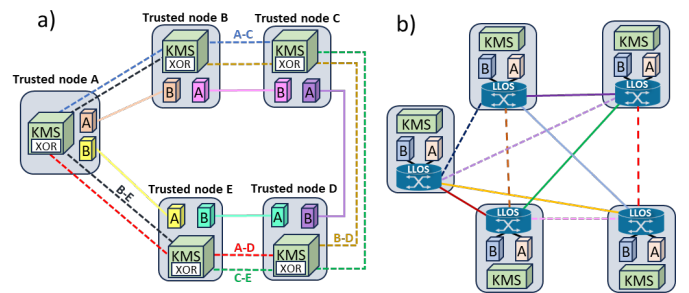 a)
Trusted node B
Trusted node C
A-C
KMS
XOR
KMS
XOR
Trusted node A
KMS
XOR
A
B
B
A
B
A
B-E
Trusted node E
Trusted node D
A
B
A
B
KMS
XOR
A-D
KMS
XOR
B-D
C-E
b)
KMS
B
A
LLOS
KMS
B
A
LLOS
KMS
B
A
LLOS
LLOS
B
A
KMS
LLOS
B
A
KMS